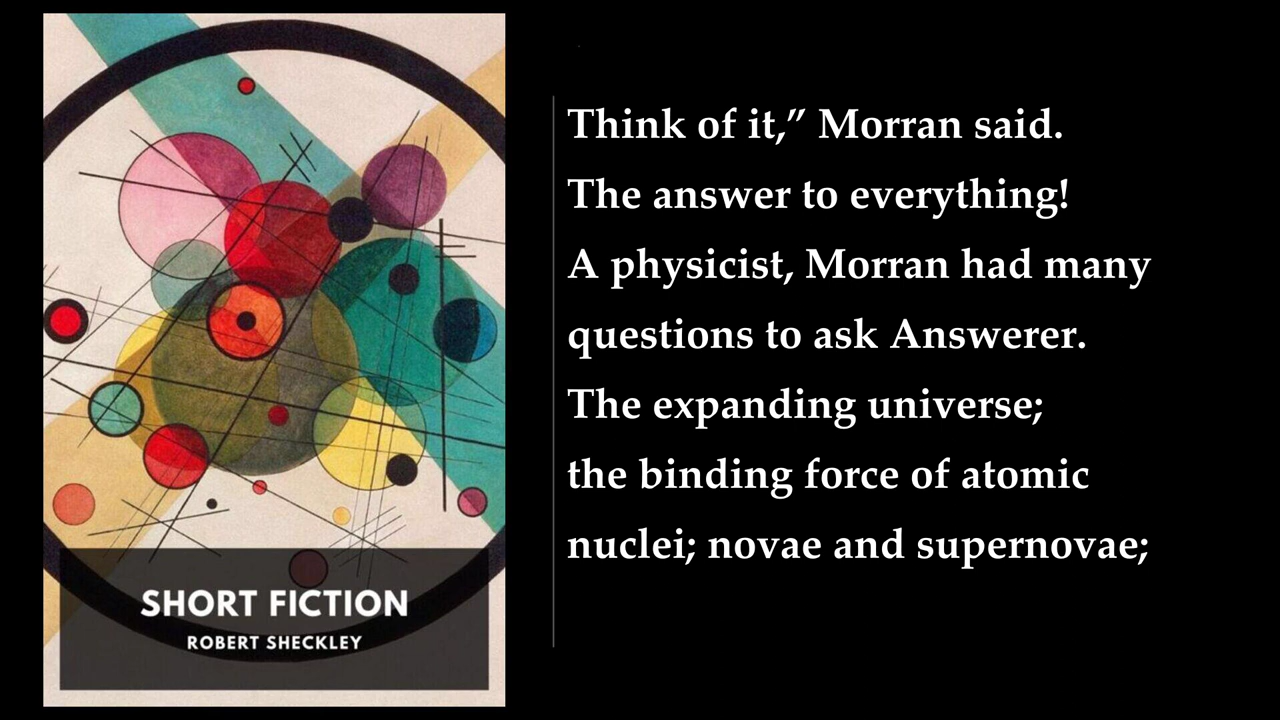 SHORT FICTION
ROBERT SHECKLEY
Think of it,” Morran said.
The answer to everything!
A physicist, Morran had many
questions to ask Answerer.
The expanding universe;
the binding force of atomic
nuclei; novae and supernovae;